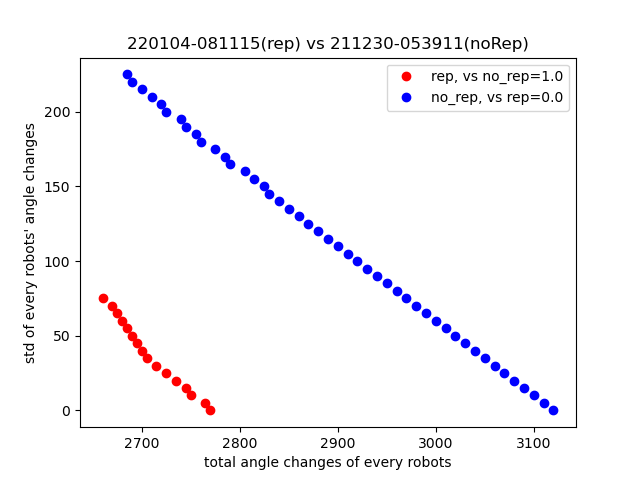 220104-081115(rep) vs 211230-053911(noRep)
rep, vs no_rep=1.0
no_rep, vs rep=0.0
std of every robots' angle changes
200
150
100
50
0
2700 2800 2900 3000 3100
total angle changes of every robots